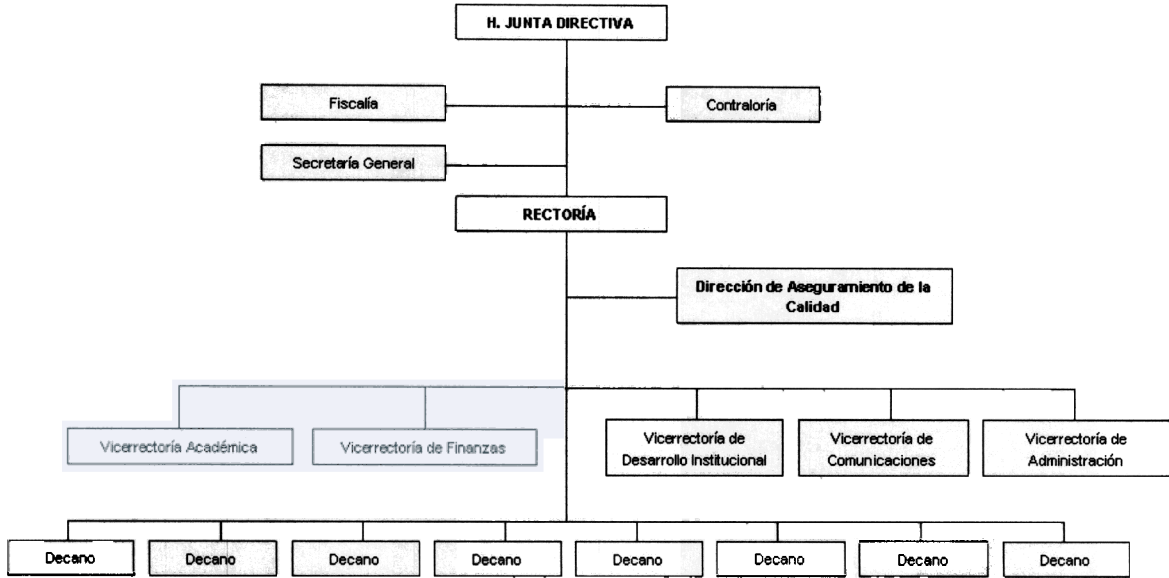 H. JUNTA DIRECTIVA
Fiscalía
Contraloría
Secretaría General
RECTORÍA
Dirección de Aseguramiento de la
Calidad
Vicerrectoría Académica
Vicerrectoría de Finanzas
Vicerrectoría de
Desarrollo Institucional
Vicerrectoría de
Comunicaciones
Vicerrectoría de
Administración
Decano
Decano
Decano
Decano
Decano
Decano
Decano
Decano